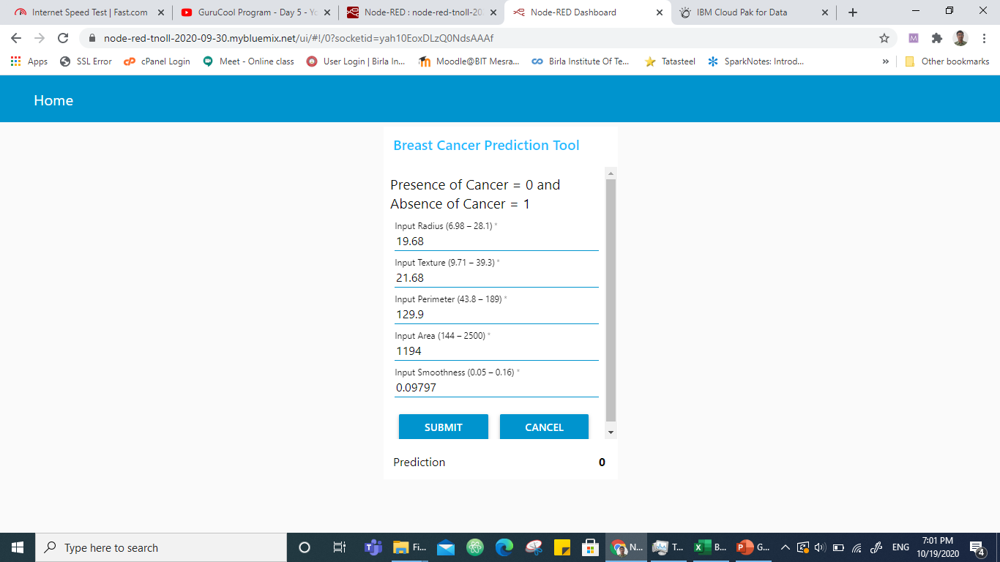 Internet Speed Test | Fast.com
GuruCool Program - Day 5 - Yo
Node-RED : node-red-tnoll-202
Node-RED Dashboard
IBM Cloud Pak for Data
node-red-tnoll-2020-09-30.mybluemix.net/ui/#!/0?socketid=yah10EoxDLzQ0NdsAAAf
M
Apps
SSL Error
cPanel Login
Meet - Online class
User Login | Birla In...
Moodle@BIT Mesra...
Birla Institute Of Te...
Tatasteel
SparkNotes: Introd...
»
Other bookmarks
Home
Breast Cancer Prediction Tool
Presence of Cancer = 0 and
Absence of Cancer = 1
Input Radius (6.98 – 28.1) *
19.68
Input Texture (9.71 – 39.3) *
21.68
Input Perimeter (43.8 – 189) *
129.9
Input Area (144 – 2500) *
1194
Input Smoothness (0.05 – 0.16) *
0.09797
SUBMIT
CANCEL
Prediction
0
Type here to search
Fi...
N...
T...
B...
G...
ENG
7:01 PM
10/19/2020
4